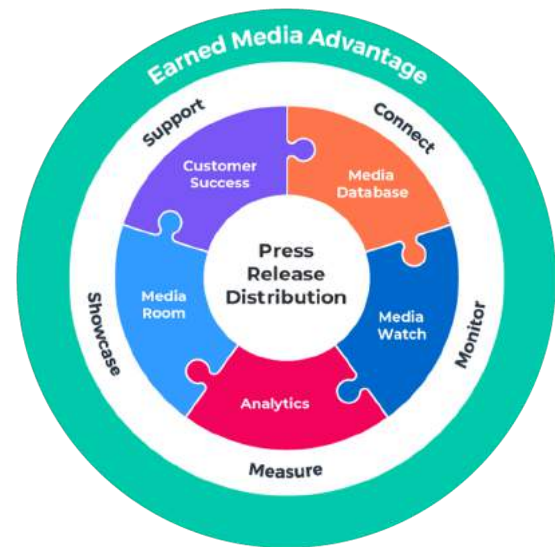 Earned Media Advantage
Support
Connect
Customer
Success
Media
Database
Press
Release
Distribution
Media
Room
Media
Watch
Showcase
Monitor
Analytics
Measure